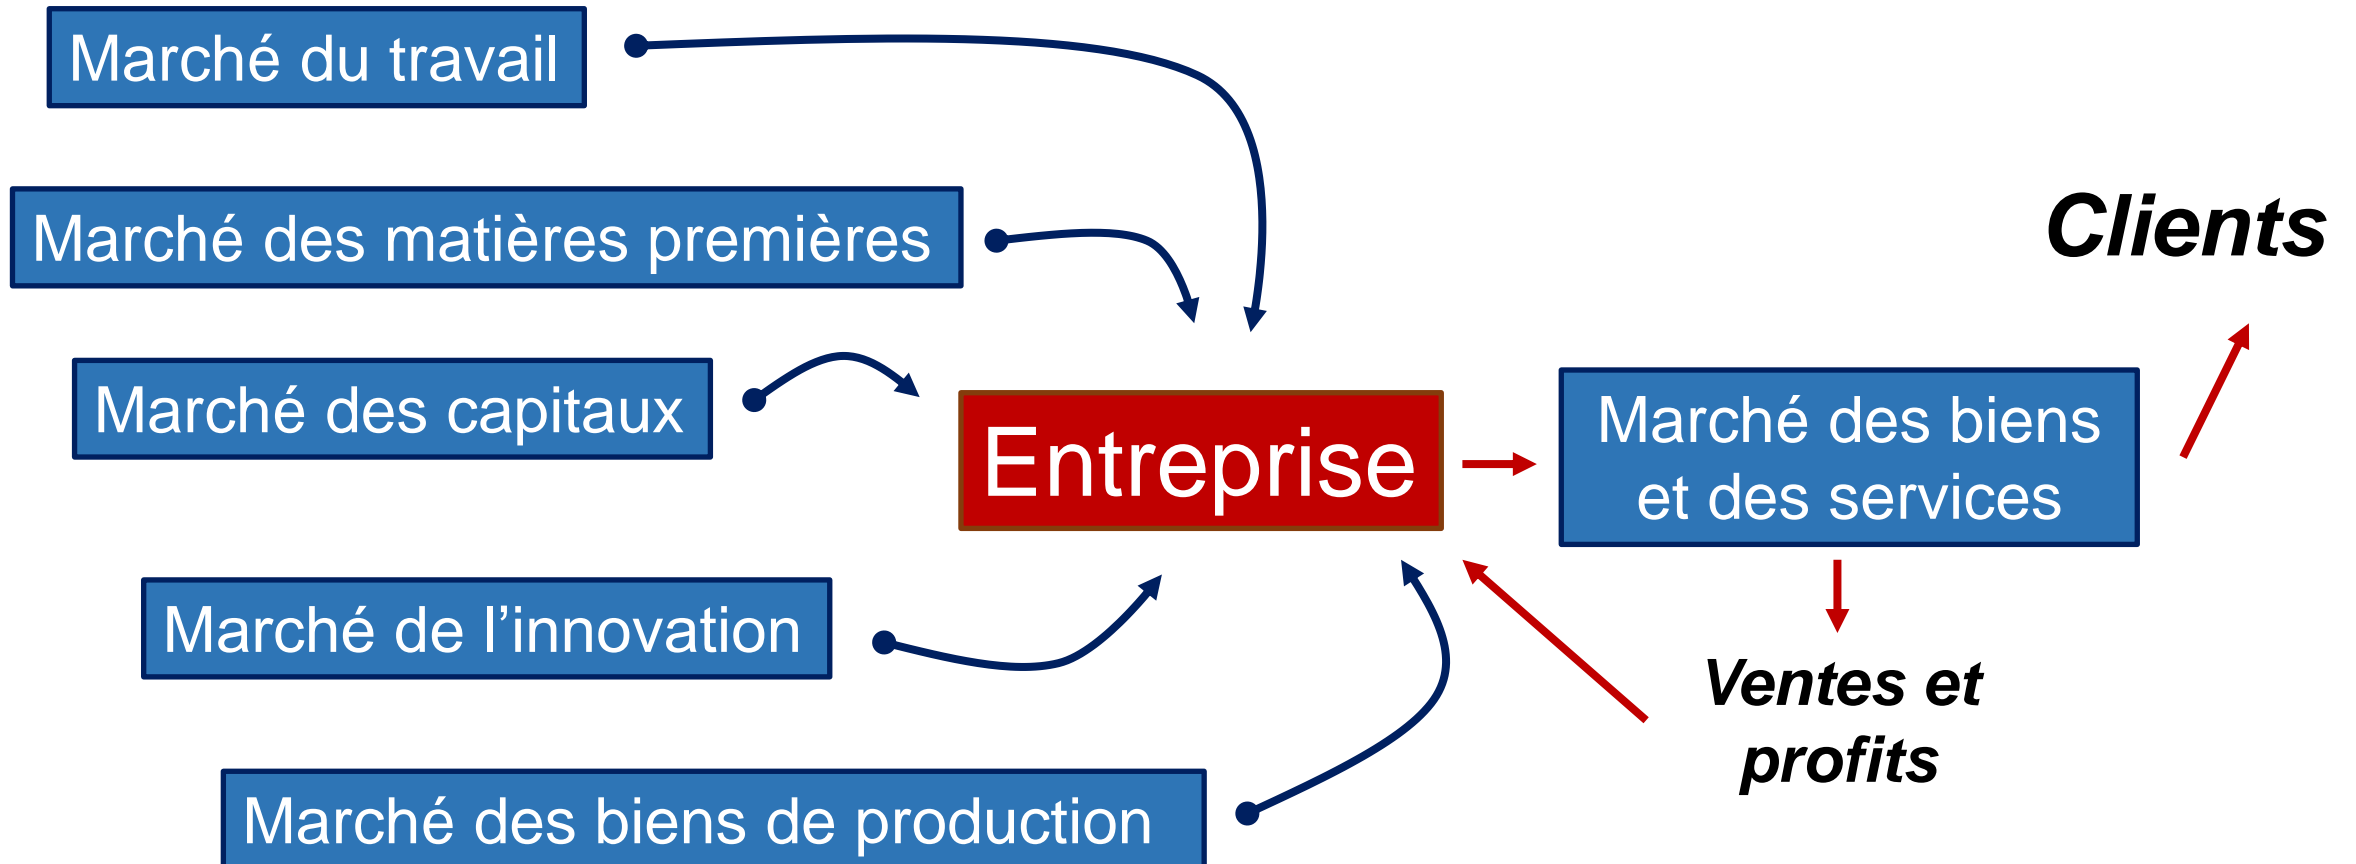 Marché du travail
Marché des matières premières
Clients
Marché des capitaux
Entreprise
Marché des biens
et des services
Marché de l’innovation
Ventes et
profits
Marché des biens de production